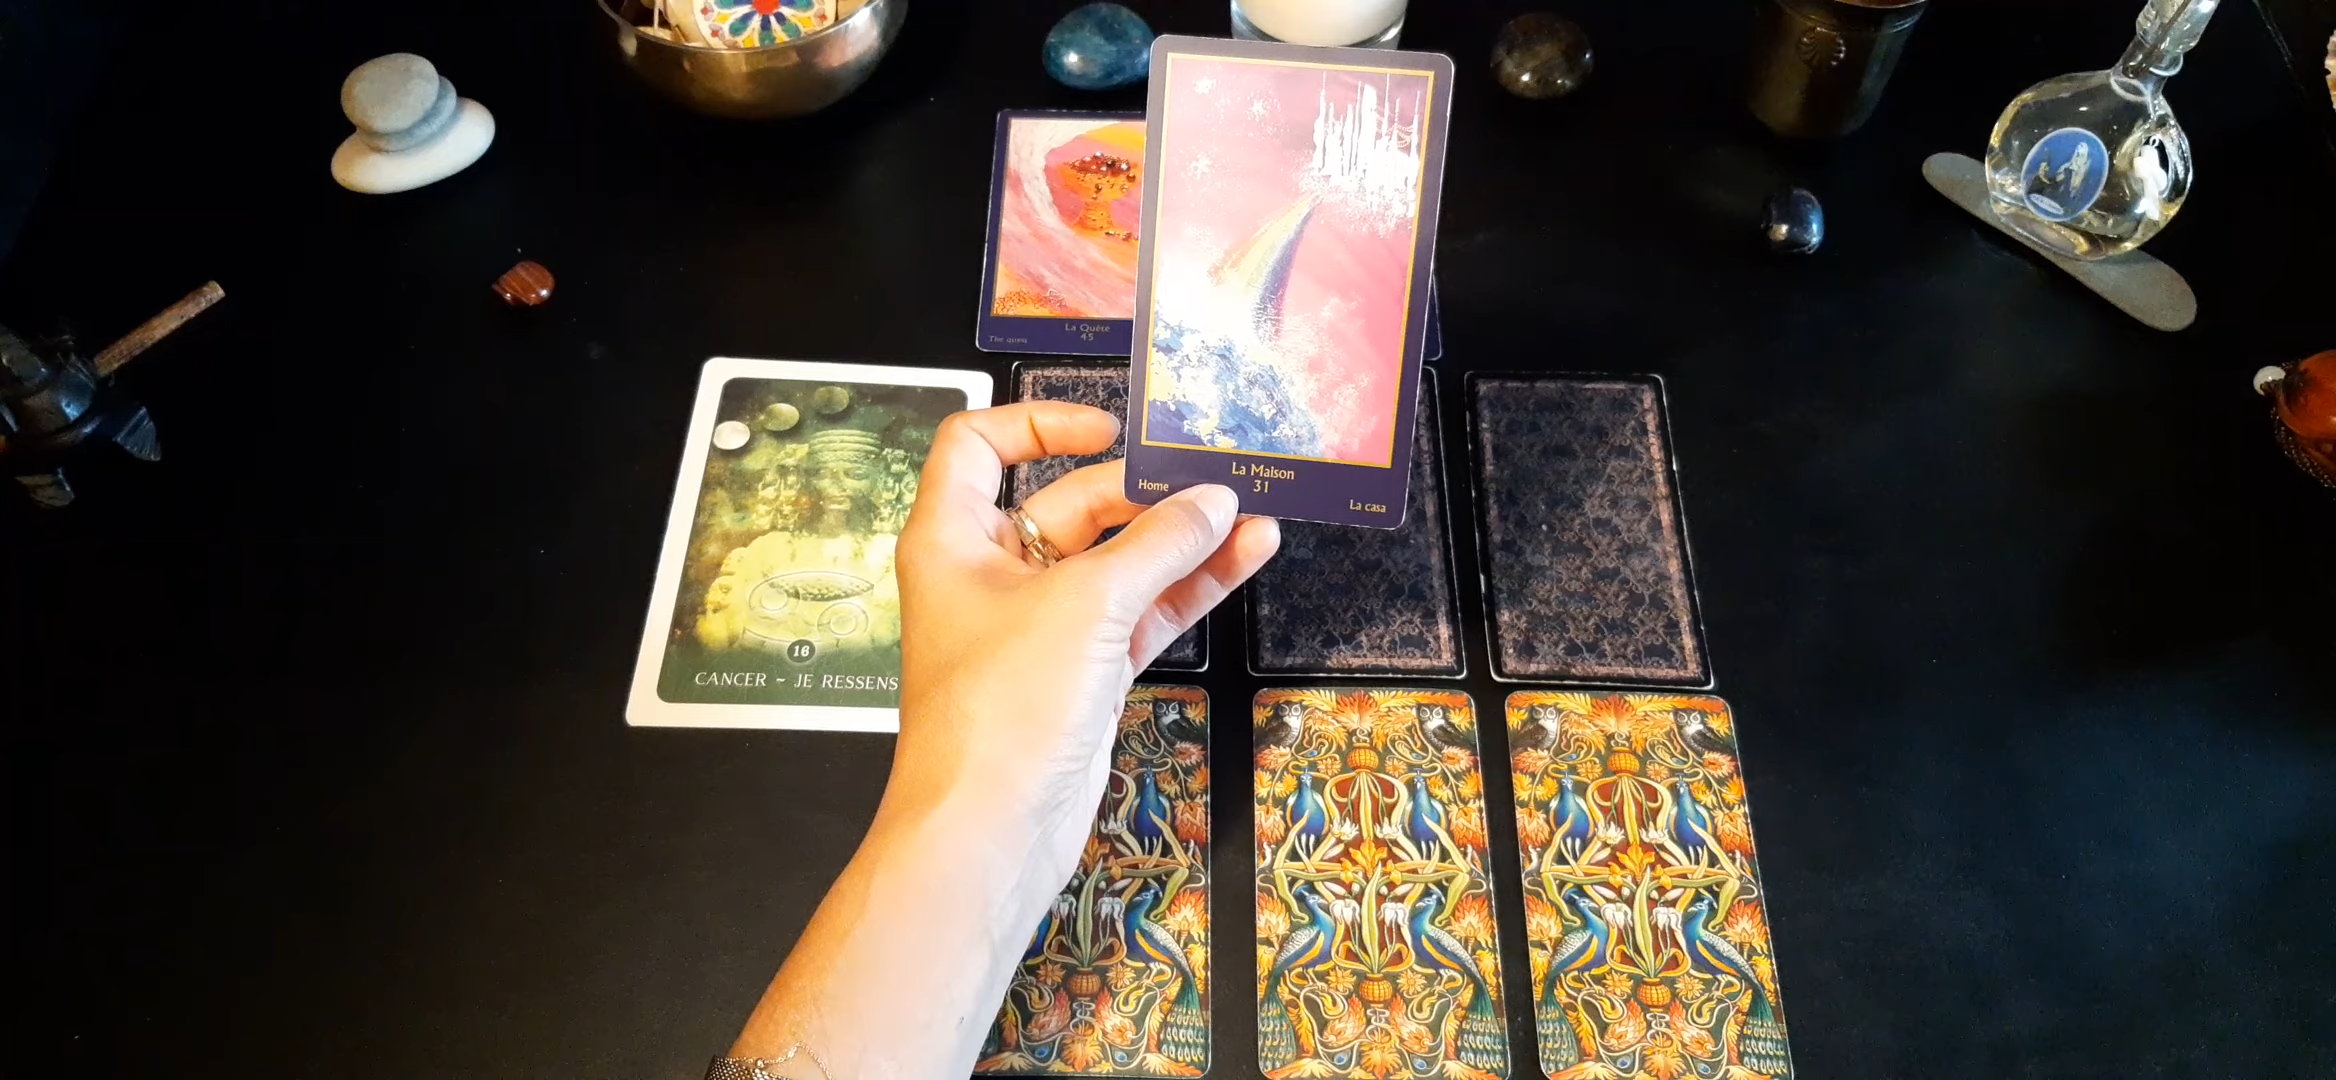 La Quête
45
The quest
La Maison
31
Home
La casa
16
CANCER ~ JE RESSENS